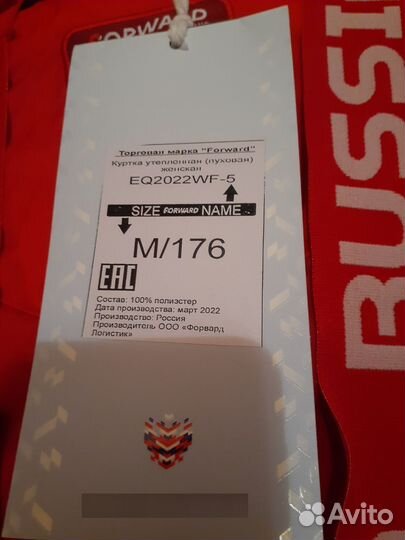 FORWARD
Торговая марка "Forward"
Куртка утепленная (пуховая)
женская
EQ2022WF-5
SIZE FORWARD NAME
M/176
EAC
Состав: 100% полиэстер
Дата производства: март 2022
Производство: Россия
Производитель ООО «Форвард
Логистик»
RUSSI
Avito